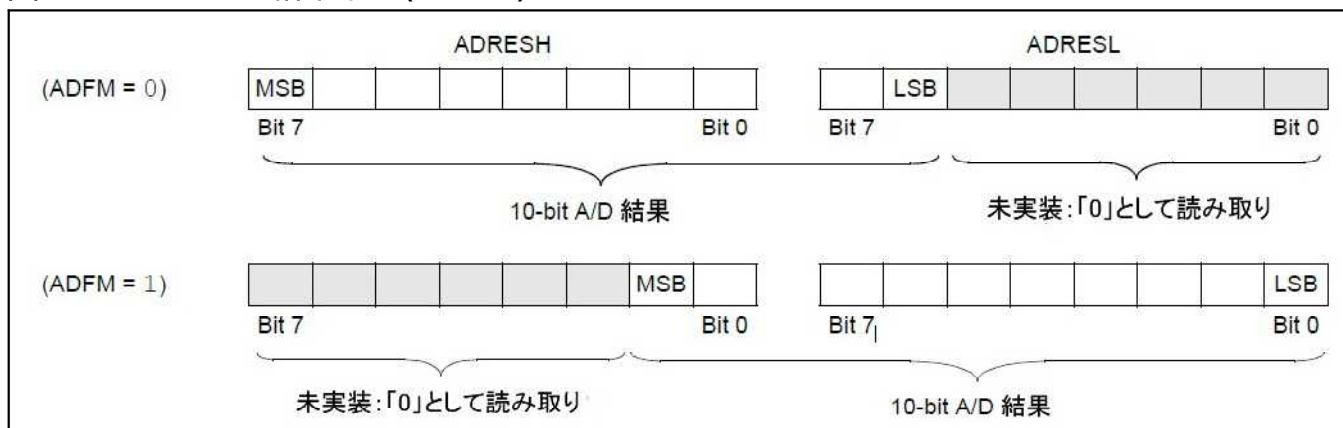 ADRESH ADRESL
(ADFM = 0) MSB LSB
Bit 7 Bit 0 Bit 7 Bit 0
10-bit A/D 結果 未実装:「0」として読み取り
(ADFM = 1) MSB LSB
Bit 7 Bit 0 Bit 7 Bit 0
未実装:「0」として読み取り 10-bit A/D 結果